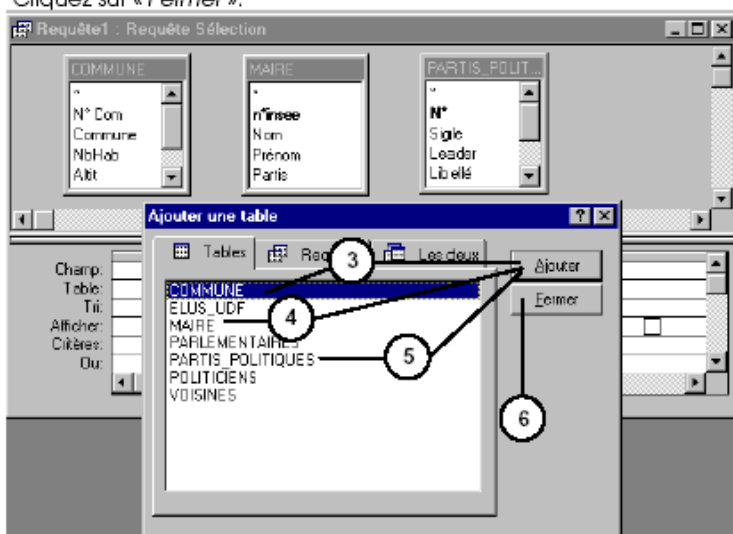 Cliquez sur « Fermer ».
Requête1 : Requête Sélection
COMMUNE
*
N° Com
Commune
NbHab
Altit
MAIRE
*
n°insee
Nom
Prénom
Partis
PARTIS_POLIT...
*
N°
Sigle
Leader
Libellé
Ajouter une table
Tables
Les deux
3
Ajouter
Fermer
COMMUNE
ELUS_UDF
MAIRE
4
PARLEMENTAIRES
PARTIS_POLITIQUES
5
POLITICIENS
VOISINES
6
Champ:
Table:
Tri:
Afficher:
Critères:
Ou: